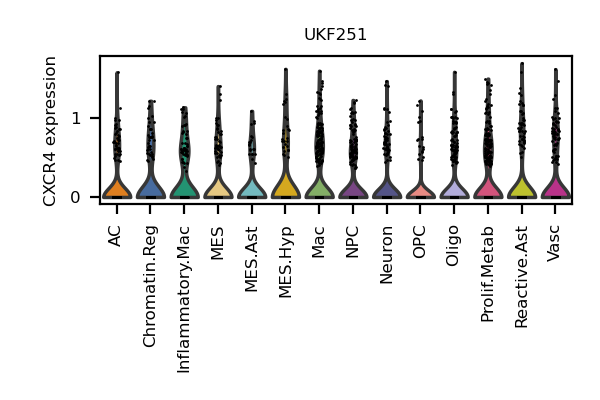 UKF251
CXCR4 expression
1
0
AC
Chromatin.Reg
Inflammatory.Mac
MES
MES.Ast
MES.Hyp
Mac
NPC
Neuron
OPC
Oligo
Prolif.Metab
Reactive.Ast
Vasc